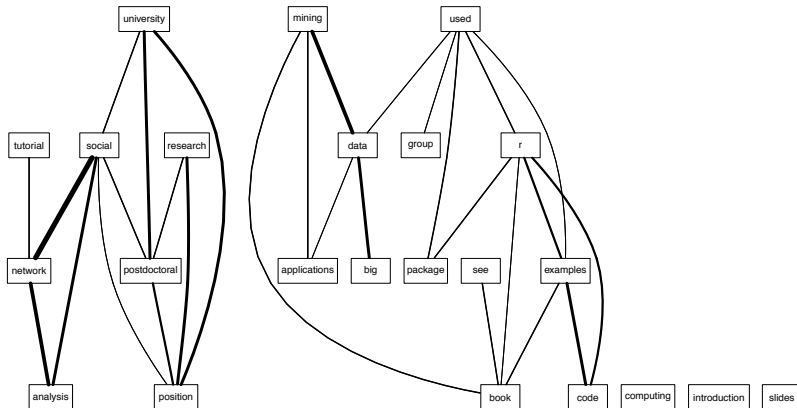 university
mining
used
tutorial
social
research
data
group
r
network
postdoctoral
applications
big
package
see
examples
analysis
position
book
code
computing
introduction
slides